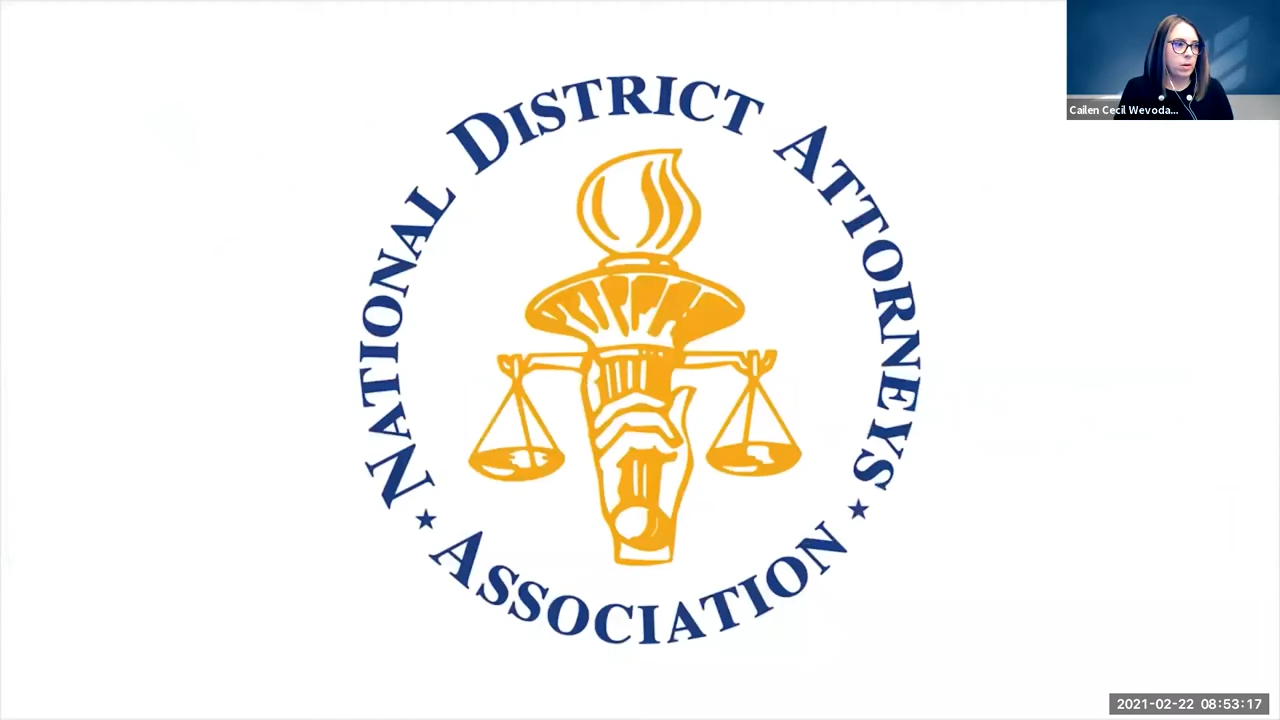 NATIONAL DISTRICT ATTORNEYS
ASSOCIATION
Cailen Cecil Wevoda...
2021-02-22 08:53:17